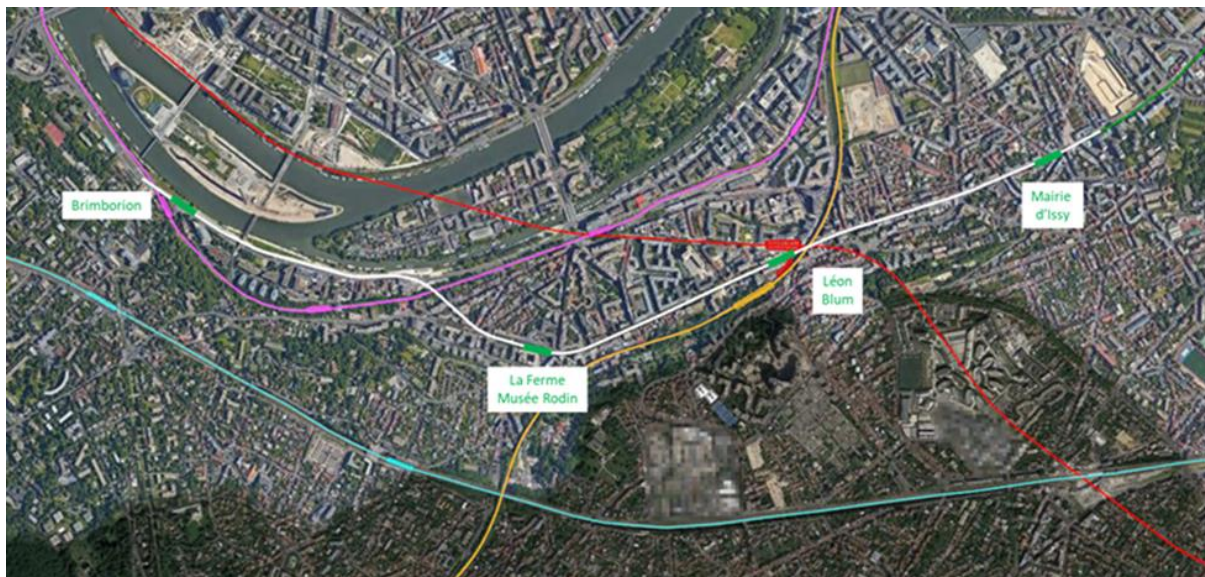 Brimborion
La Ferme
Musée Rodin
Léon
Blum
Mairie
d'Issy